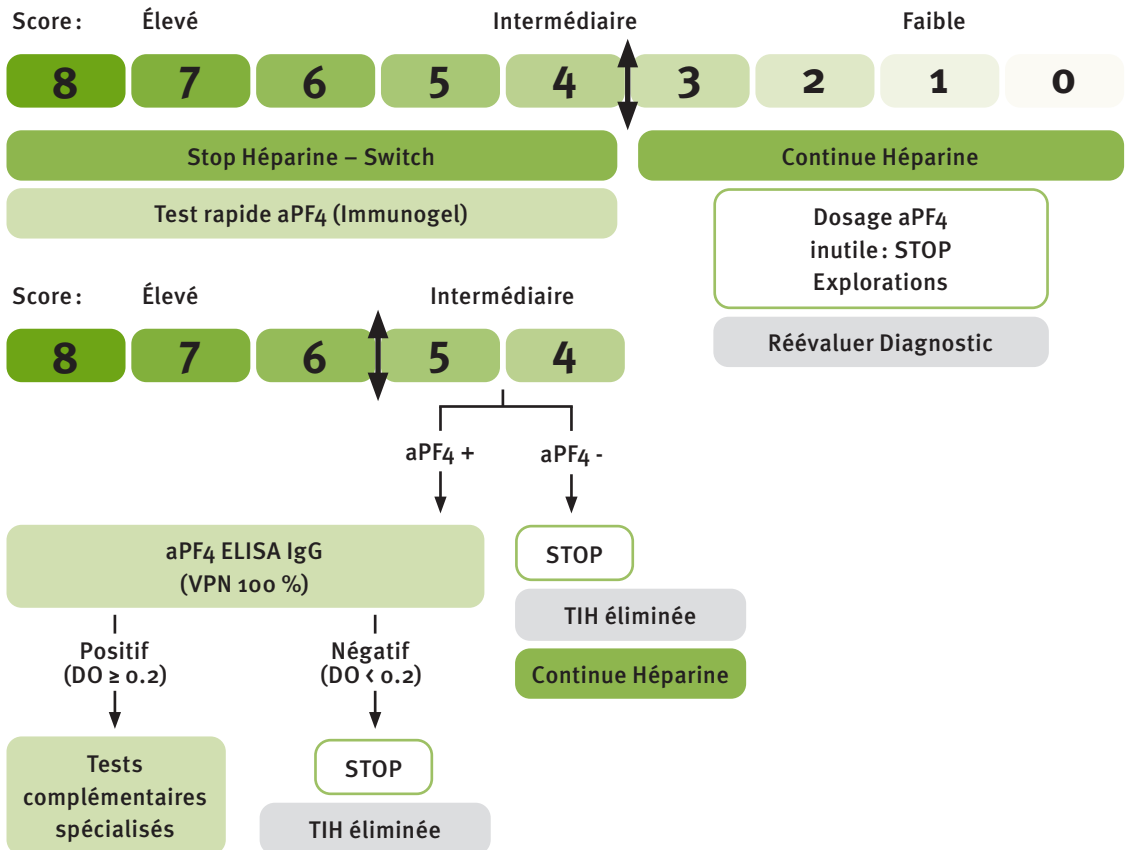 Score : Élevé Intermédiaire Faible
8 7 6 5 4 3 2 1 0
Stop Héparine – Switch
Continue Héparine
Test rapide aPF4 (Immunogel)
Dosage aPF4
inutile : STOP
Explorations
Réévaluer Diagnostic
Score : Élevé Intermédiaire
8 7 6 5 4
aPF4 + aPF4 -
aPF4 ELISA IgG
(VPN 100 %)
STOP
TIH éliminée
Continue Héparine
Positif
(DO ≥ 0.2)
Négatif
(DO < 0.2)
Tests
complémentaires
spécialisés
STOP
TIH éliminée